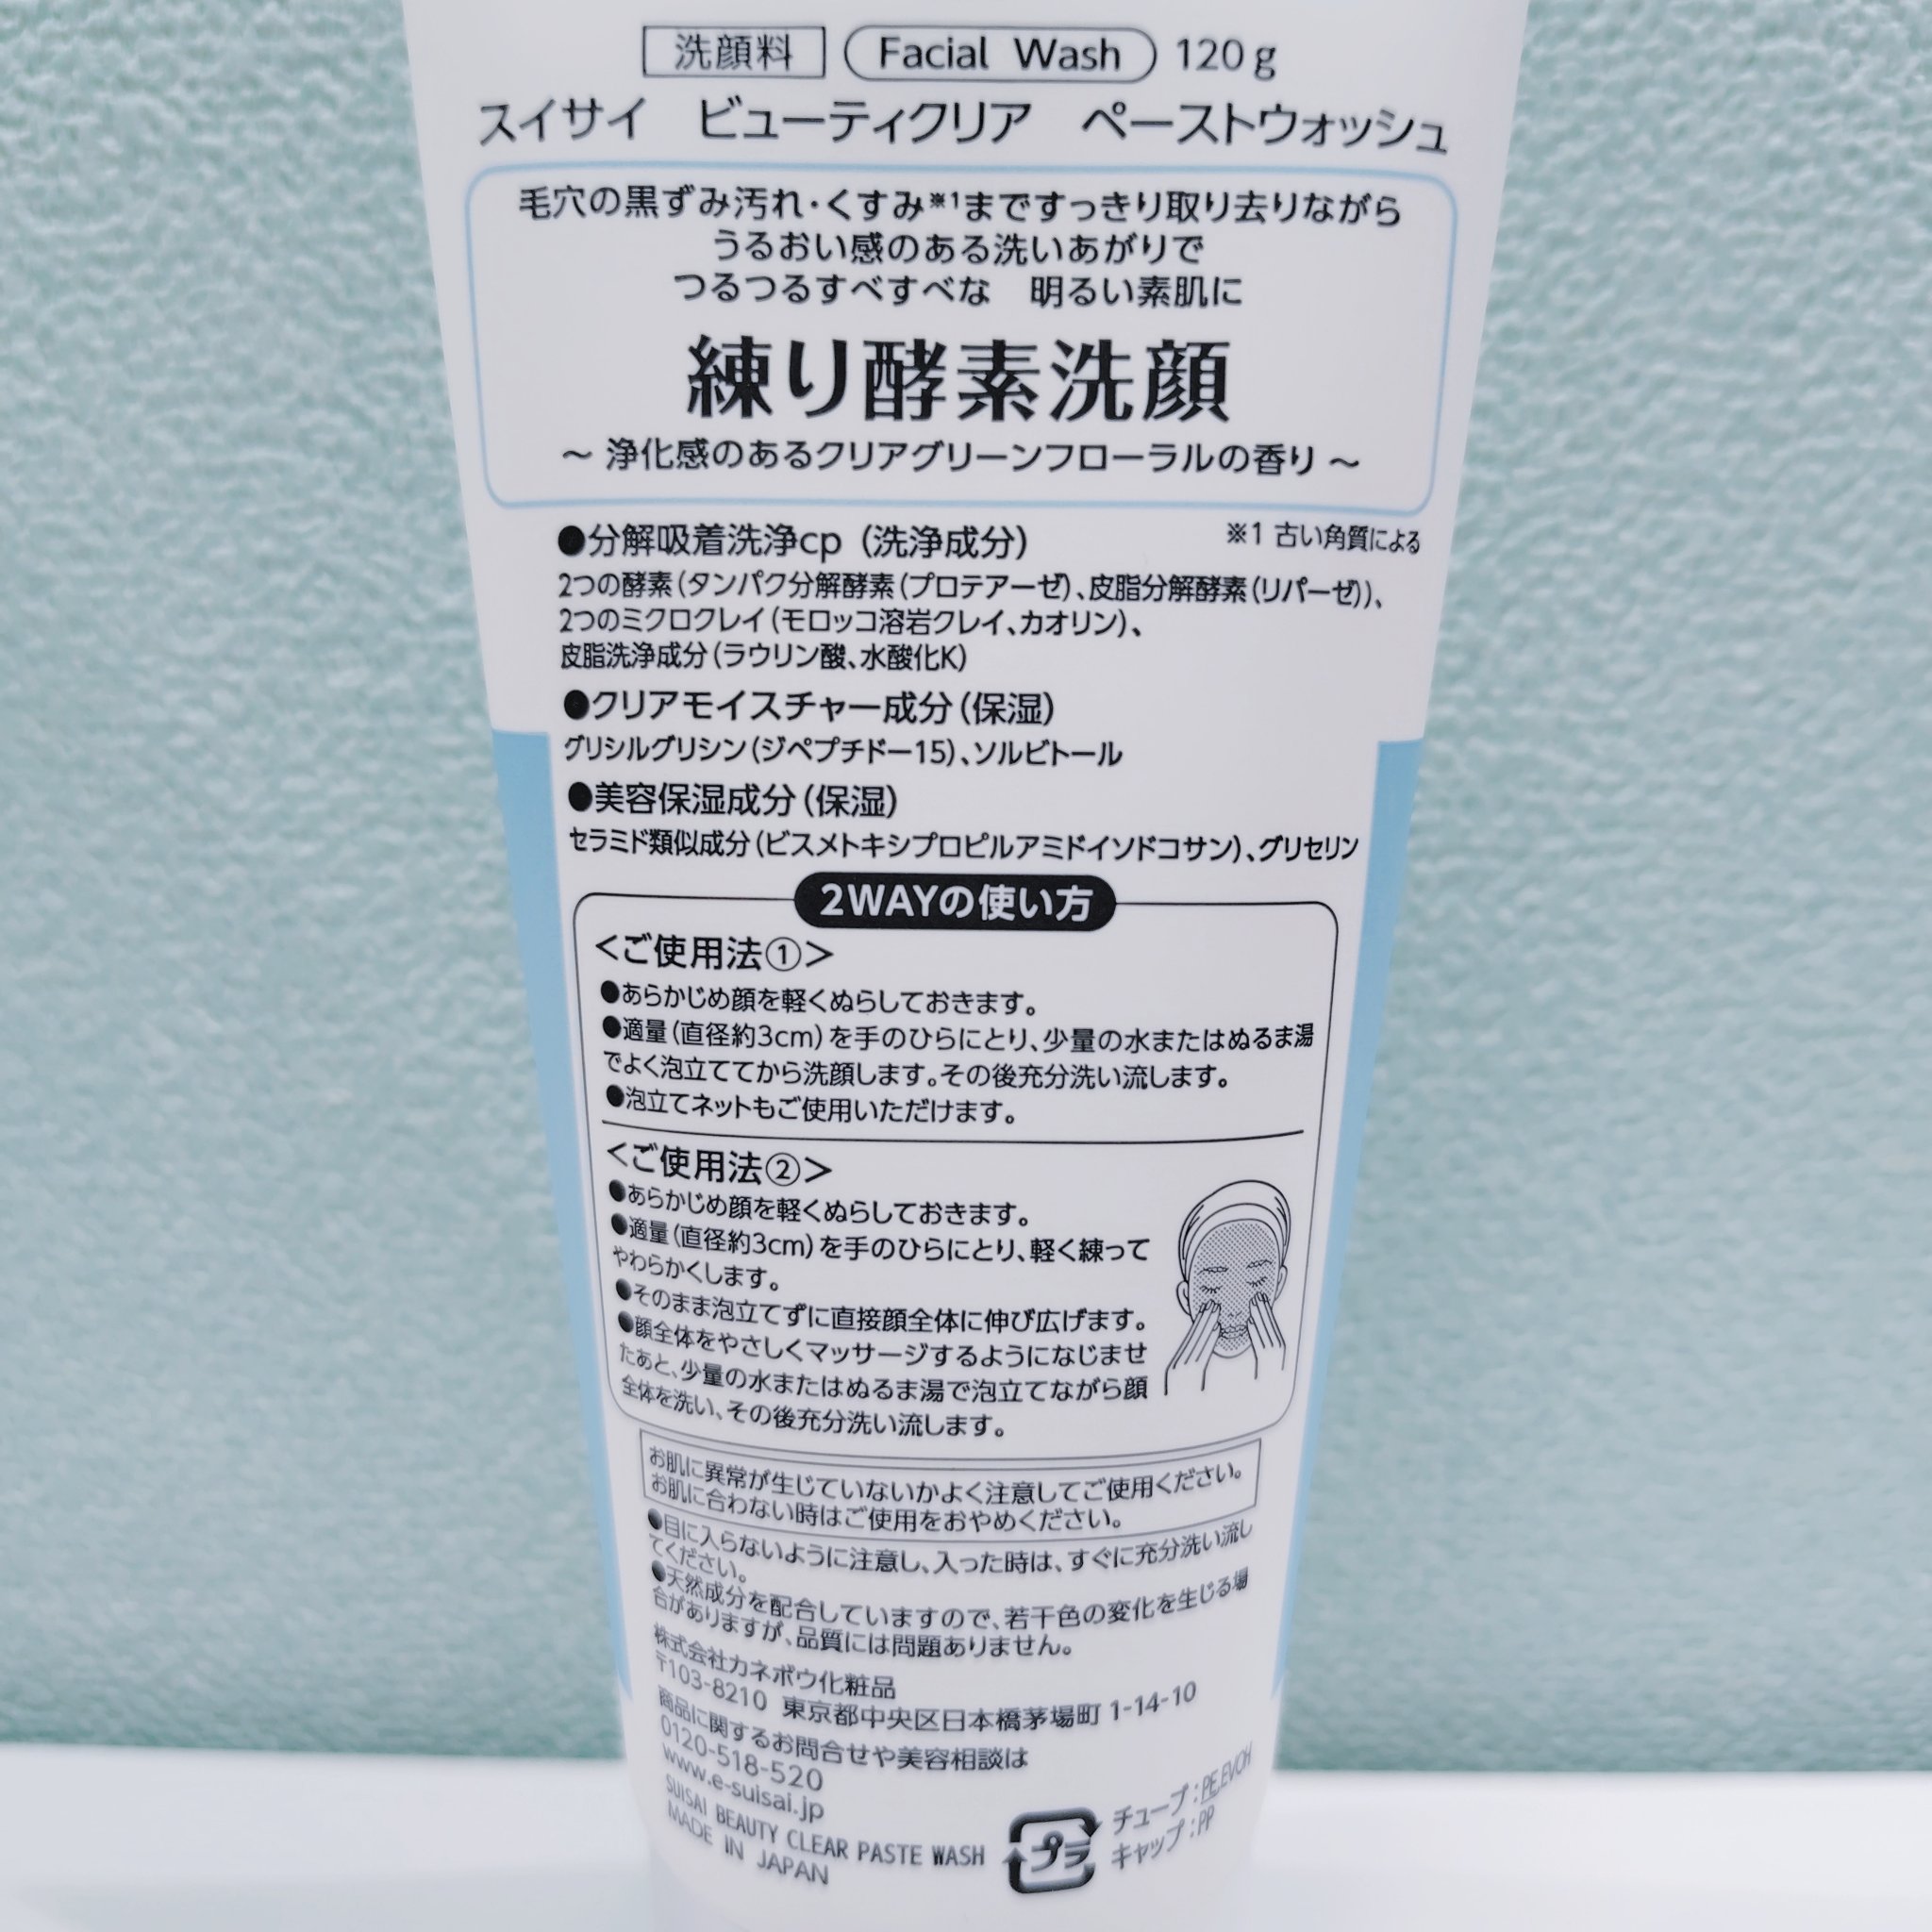 洗顔料 Facial Wash 120g
スイサイ ビューティクリア ペーストウォッシュ
毛穴の黒ずみ汚れ・くすみ※1まですっきり取り去りながら
うるおい感のある洗いあがりで
つるつるすべすべな 明るい素肌に
練り酵素洗顔
～ 浄化感のあるクリアグリーンフローラルの香り ～
●分解吸着洗浄cp (洗浄成分) ※1 古い角質による
2つの酵素(タンパク分解酵素(プロテアーゼ)、皮脂分解酵素(リパーゼ))、
2つのミクロクレイ(モロッコ溶岩クレイ、カオリン)、
皮脂洗浄成分(ラウリン酸、水酸化K)
●クリアモイスチャー成分(保湿)
グリシルグリシン(ジペプチドー15)、ソルビトール
●美容保湿成分(保湿)
セラミド類似成分(ビスメトキシプロピルアミドイソドコサン)、グリセリン
2WAYの使い方
<ご使用法①>
●あらかじめ顔を軽くぬらしておきます。
●適量(直径約3cm)を手のひらにとり、少量の水またはぬるま湯
でよく泡立ててから洗顔します。その後充分洗い流します。
●泡立てネットもご使用いただけます。
<ご使用法②>
●あらかじめ顔を軽くぬらしておきます。
●適量(直径約3cm)を手のひらにとり、軽く練って
やわらかくします。
●そのまま泡立てずに直接顔全体に伸び広げます。
●顔全体をやさしくマッサージするようになじませ
たあと、少量の水またはぬるま湯で泡立てながら顔
全体を洗い、その後充分洗い流します。
お肌に異常が生じていないかよく注意してご使用ください。
お肌に合わない時はご使用をおやめください。
●目に入らないように注意し、入った時は、すぐに充分洗い流し
てください。
●天然成分を配合していますので、若干色の変化を生じる場
合がありますが、品質には問題ありません。
株式会社カネボウ化粧品
〒103-8210 東京都中央区日本橋茅場町 1-14-10
商品に関するお問合せや美容相談は
0120-518-520
www.e-suisai.jp
SUISAI BEAUTY CLEAR PASTE WASH
MADE IN JAPAN
プラ
チューブ：PE,EVOH
キャップ：PP